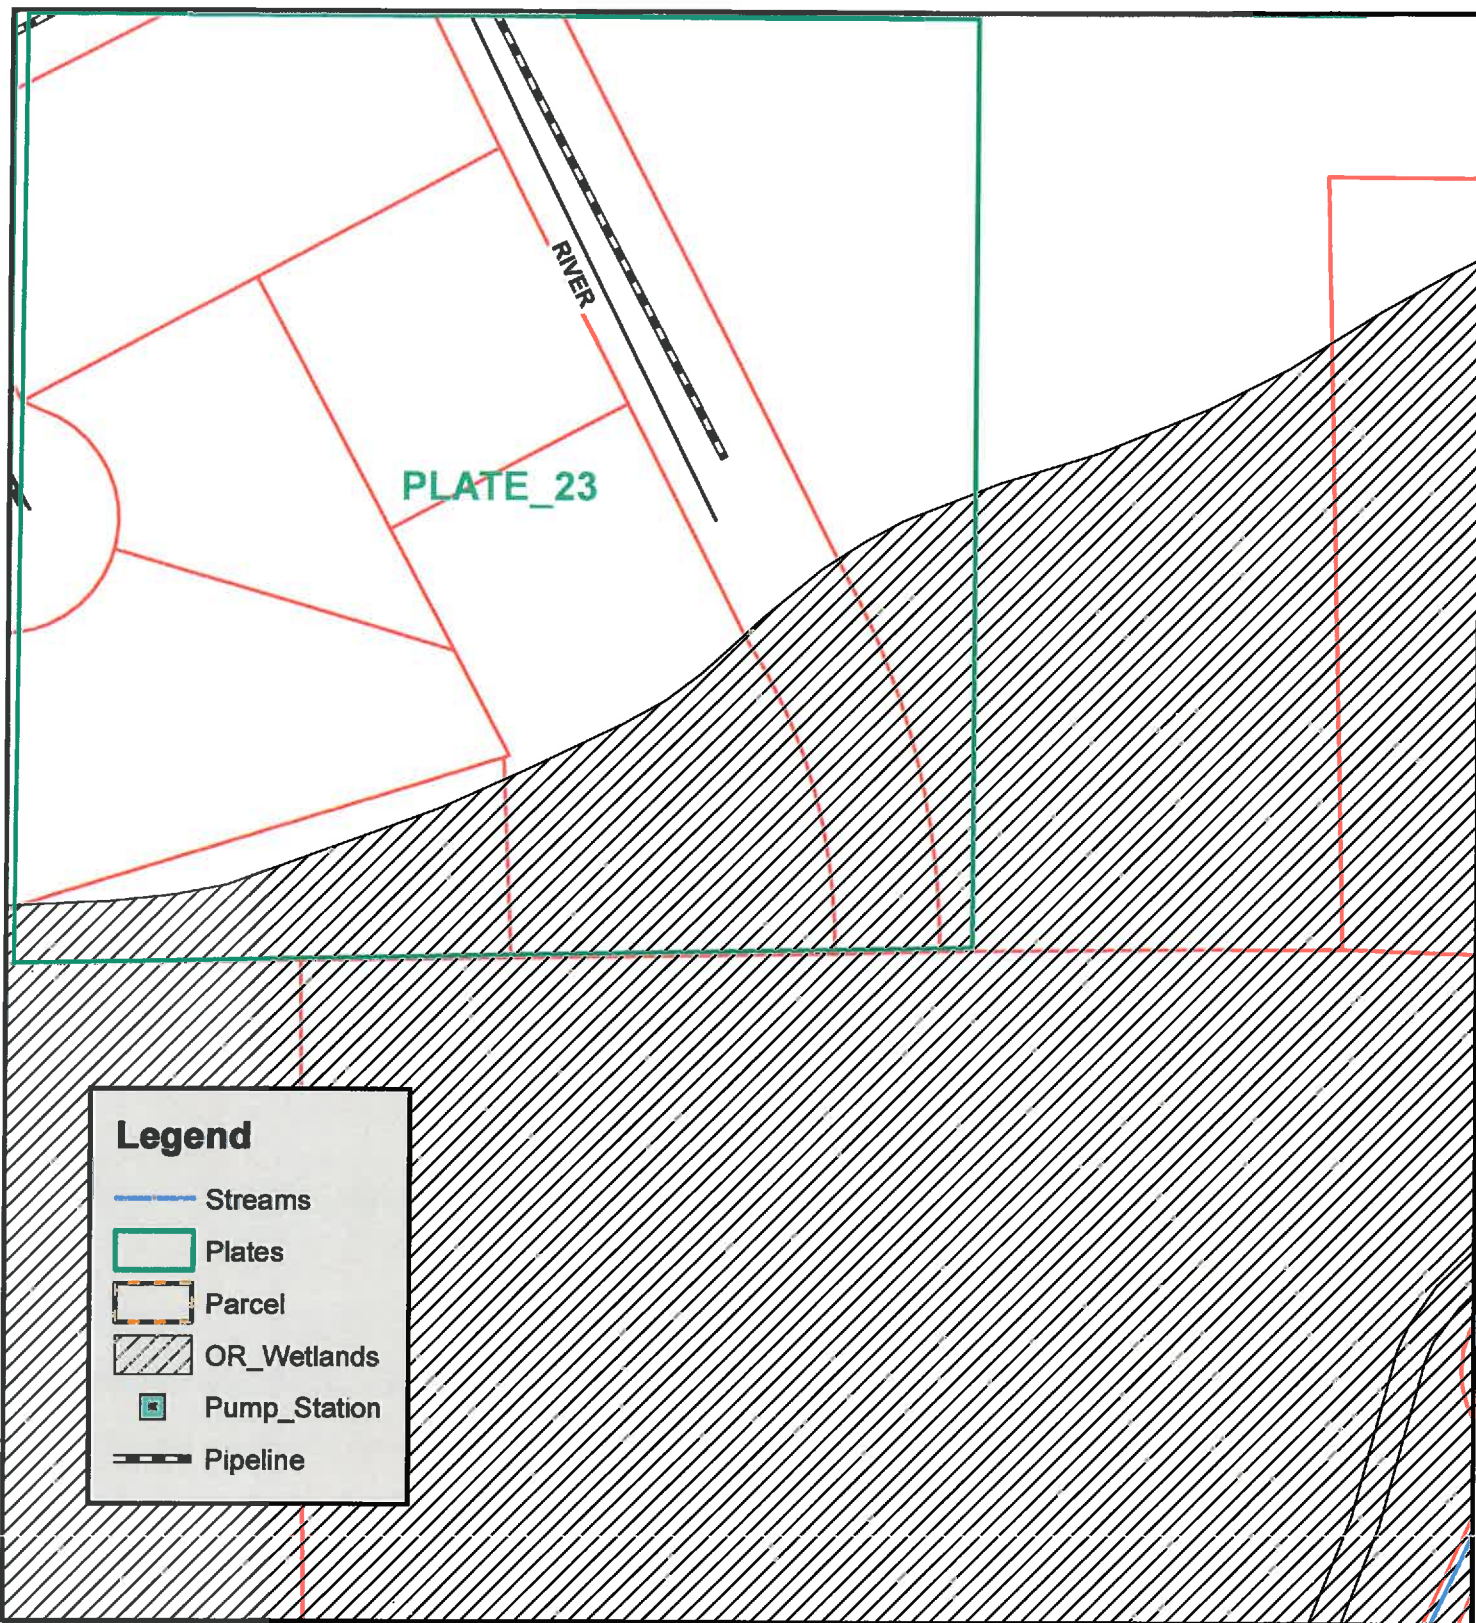 RIVER
PLATE_23
Legend
Streams
Plates
Parcel
OR_Wetlands
Pump_Station
Pipeline